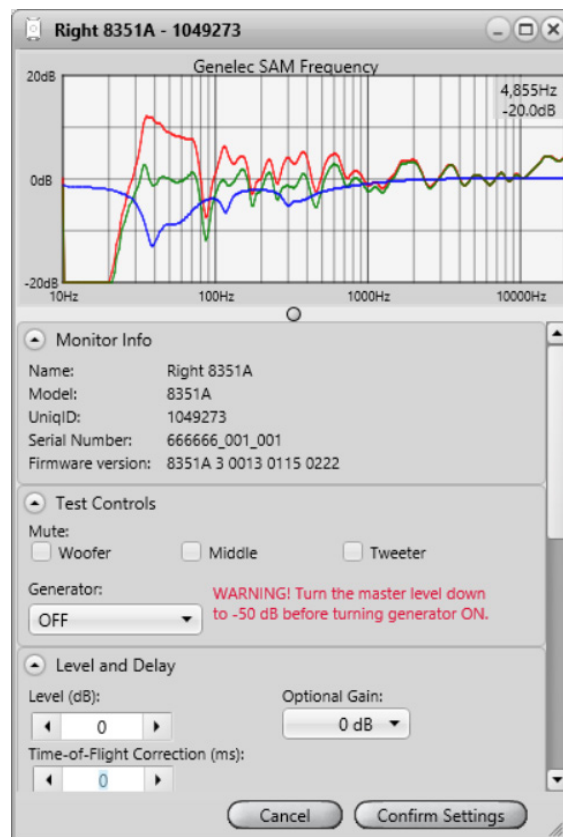 Right 8351A - 1049273
Genelec SAM Frequency
20dB
4,855Hz
-20.0dB
0dB
-20dB
10Hz 100Hz 1000Hz 10000Hz
Monitor Info
Name: Right 8351A
Model: 8351A
UniqID: 1049273
Serial Number: 666666_001_001
Firmware version: 8351A 3 0013 0115 0222
Test Controls
Mute:
Woofer Middle Tweeter
Generator:
WARNING! Turn the master level down
OFF
to -50 dB before turning generator ON.
Level and Delay
Level (dB): Optional Gain:
0 0 dB
Time-of-Flight Correction (ms):
0
Cancel Confirm Settings